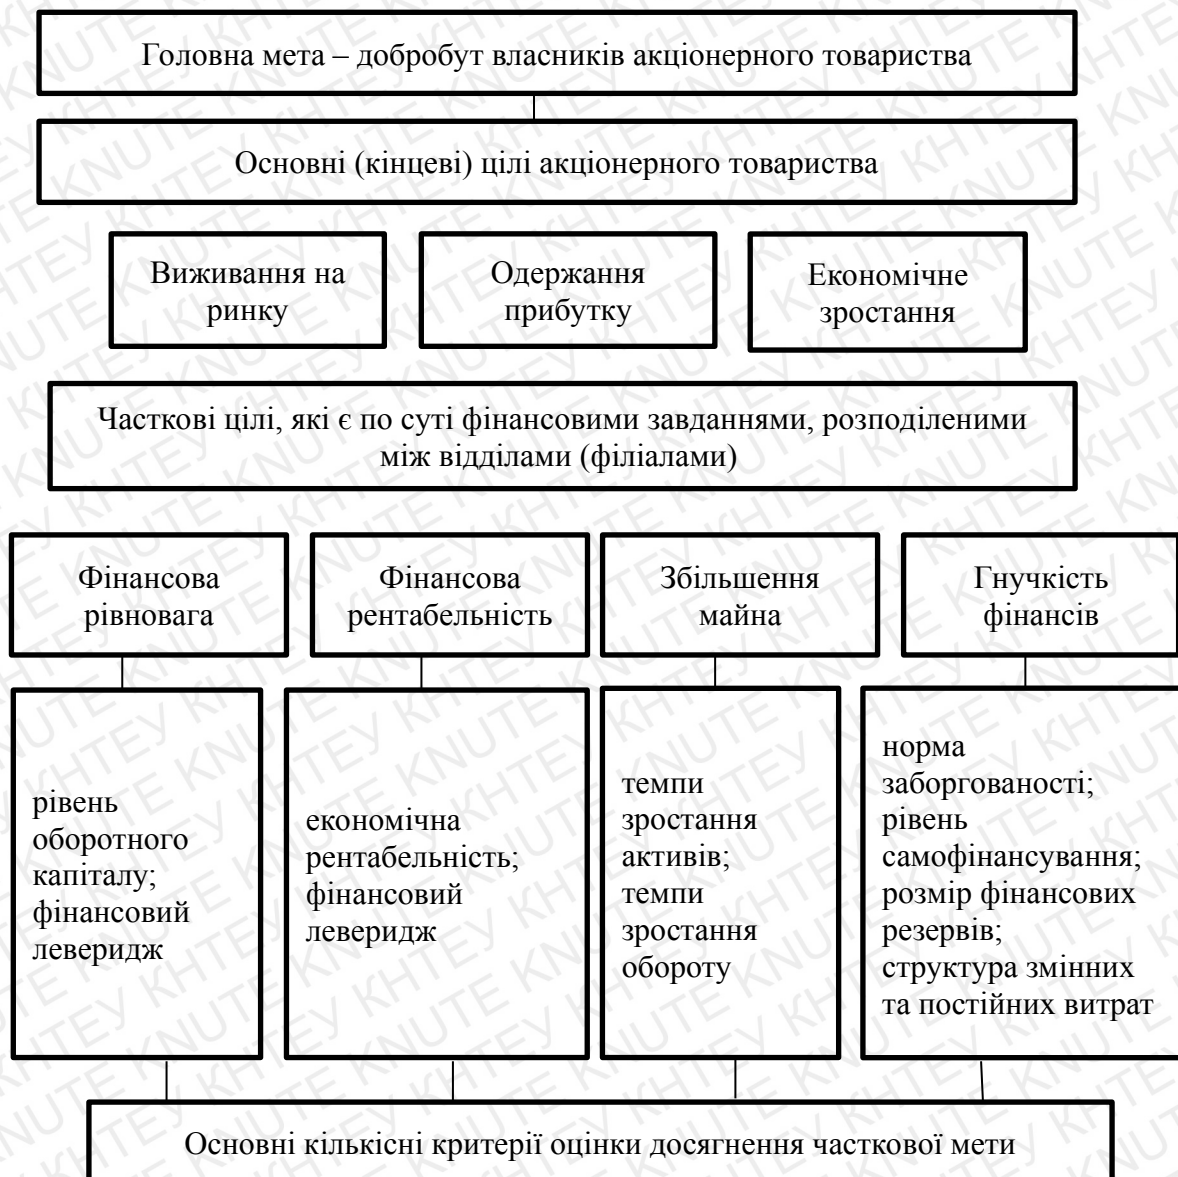 Головна мета – добробут власників акціонерного товариства
Основні (кінцеві) цілі акціонерного товариства
Виживання на
ринку
Одержання
прибутку
Економічне
зростання
Часткові цілі, які є по суті фінансовими завданнями, розподіленими
між відділами (філіалами)
Фінансова
рівновага
Фінансова
рентабельність
Збільшення
майна
Гнучкість
фінансів
рівень
оборотного
капіталу;
фінансовий
леверидж
економічна
рентабельність;
фінансовий
леверидж
темпи
зростання
активів;
темпи
зростання
обороту
норма
заборгованості;
рівень
самофінансування;
розмір фінансових
резервів;
структура змінних
та постійних витрат
Основні кількісні критерії оцінки досягнення часткової мети